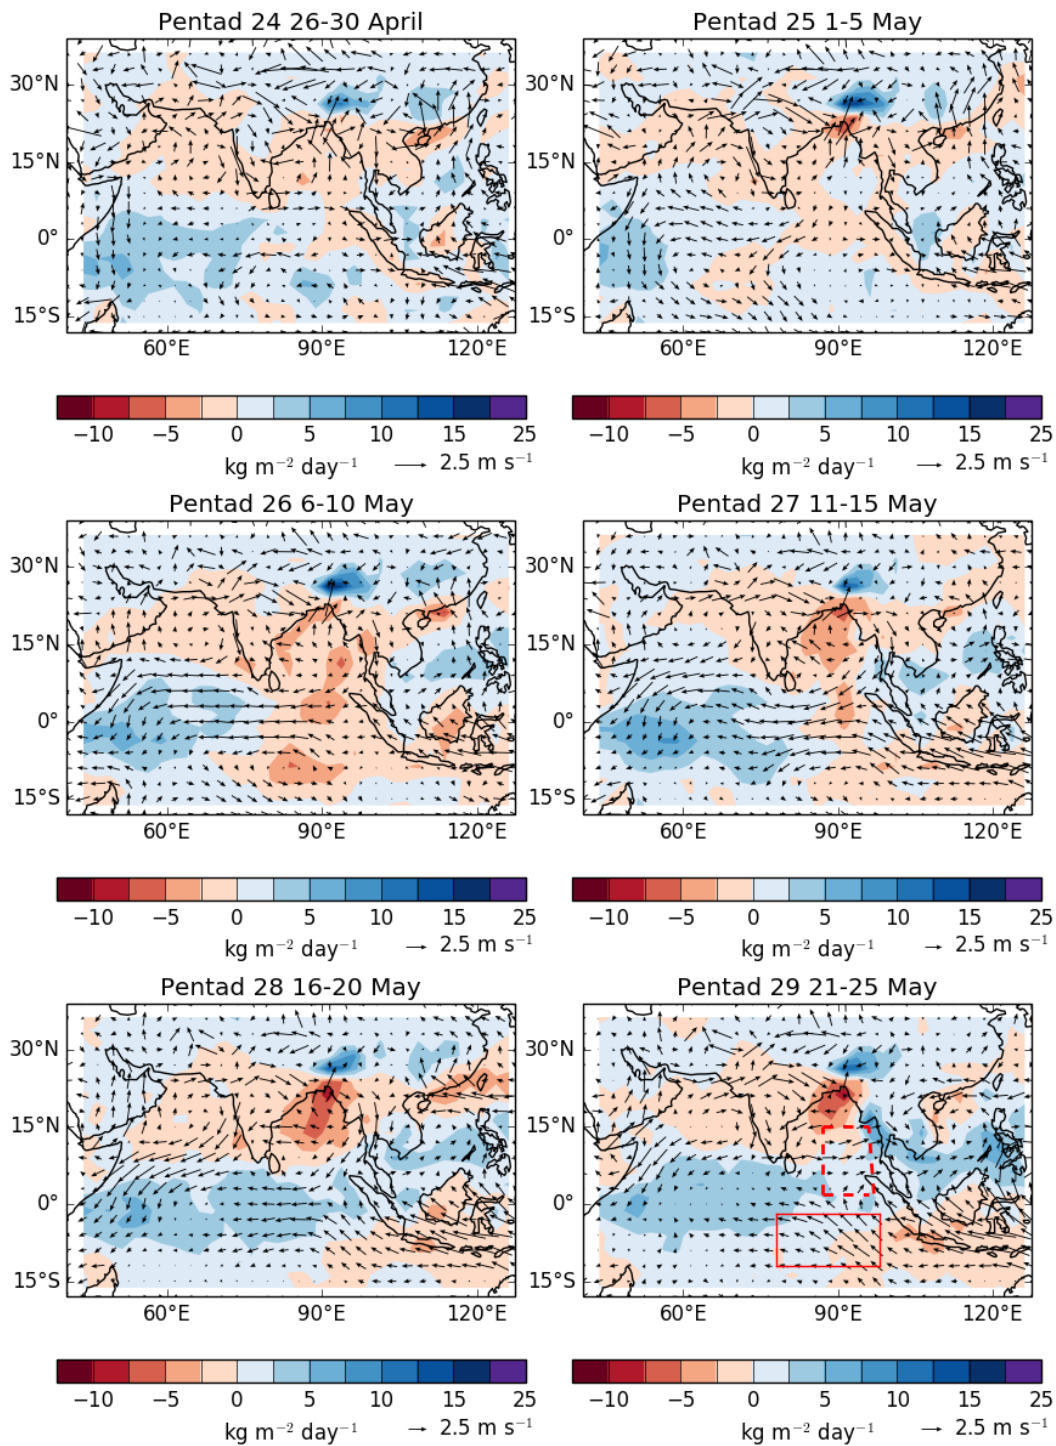 Pentad 24 26-30 April
Pentad 25 1-5 May
30°N
15°N
0°
15°S
60°E 90°E 120°E
30°N
15°N
0°
15°S
60°E 90°E 120°E
−10 −5 0 5 10 15 25
kg m⁻² day⁻¹ 2.5 m s⁻¹
−10 −5 0 5 10 15 25
kg m⁻² day⁻¹ 2.5 m s⁻¹
Pentad 26 6-10 May
Pentad 27 11-15 May
30°N
15°N
0°
15°S
60°E 90°E 120°E
30°N
15°N
0°
15°S
60°E 90°E 120°E
−10 −5 0 5 10 15 25
kg m⁻² day⁻¹ 2.5 m s⁻¹
−10 −5 0 5 10 15 25
kg m⁻² day⁻¹ 2.5 m s⁻¹
Pentad 28 16-20 May
Pentad 29 21-25 May
30°N
15°N
0°
15°S
60°E 90°E 120°E
30°N
15°N
0°
15°S
60°E 90°E 120°E
−10 −5 0 5 10 15 25
kg m⁻² day⁻¹ 2.5 m s⁻¹
−10 −5 0 5 10 15 25
kg m⁻² day⁻¹ 2.5 m s⁻¹